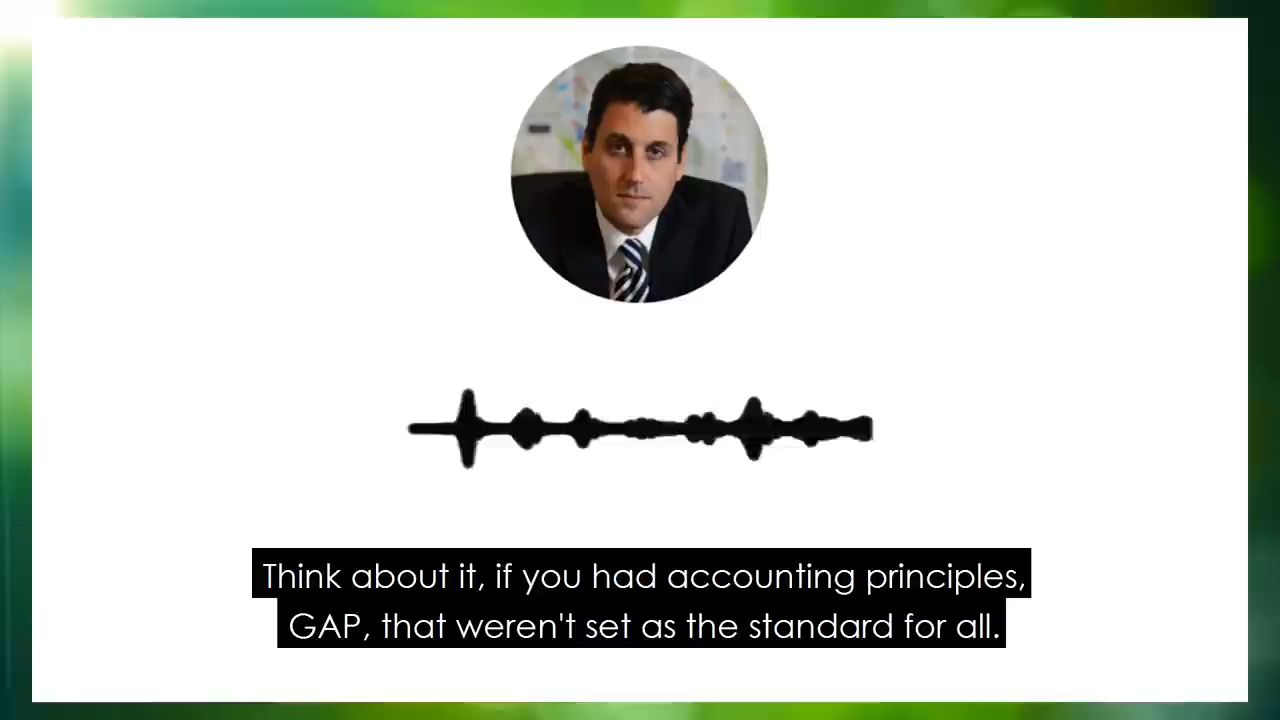 Think about it, if you had accounting principles,
GAP, that weren't set as the standard for all.